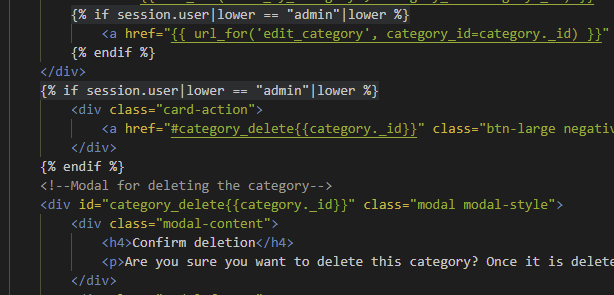 {% if session.user|lower == "admin"|lower %}
<a href="{{ url_for('edit_category', category_id=category._id) }}"
{% endif %}
</div>
{% if session.user|lower == "admin"|lower %}
<div class="card-action">
<a href="#category_delete{{category._id}}" class="btn-large negativ
</div>
{% endif %}
<!--Modal for deleting the category-->
<div id="category_delete{{category._id}}" class="modal modal-style">
<div class="modal-content">
<h4>Confirm deletion</h4>
<p>Are you sure you want to delete this category? Once it is delete
</div>